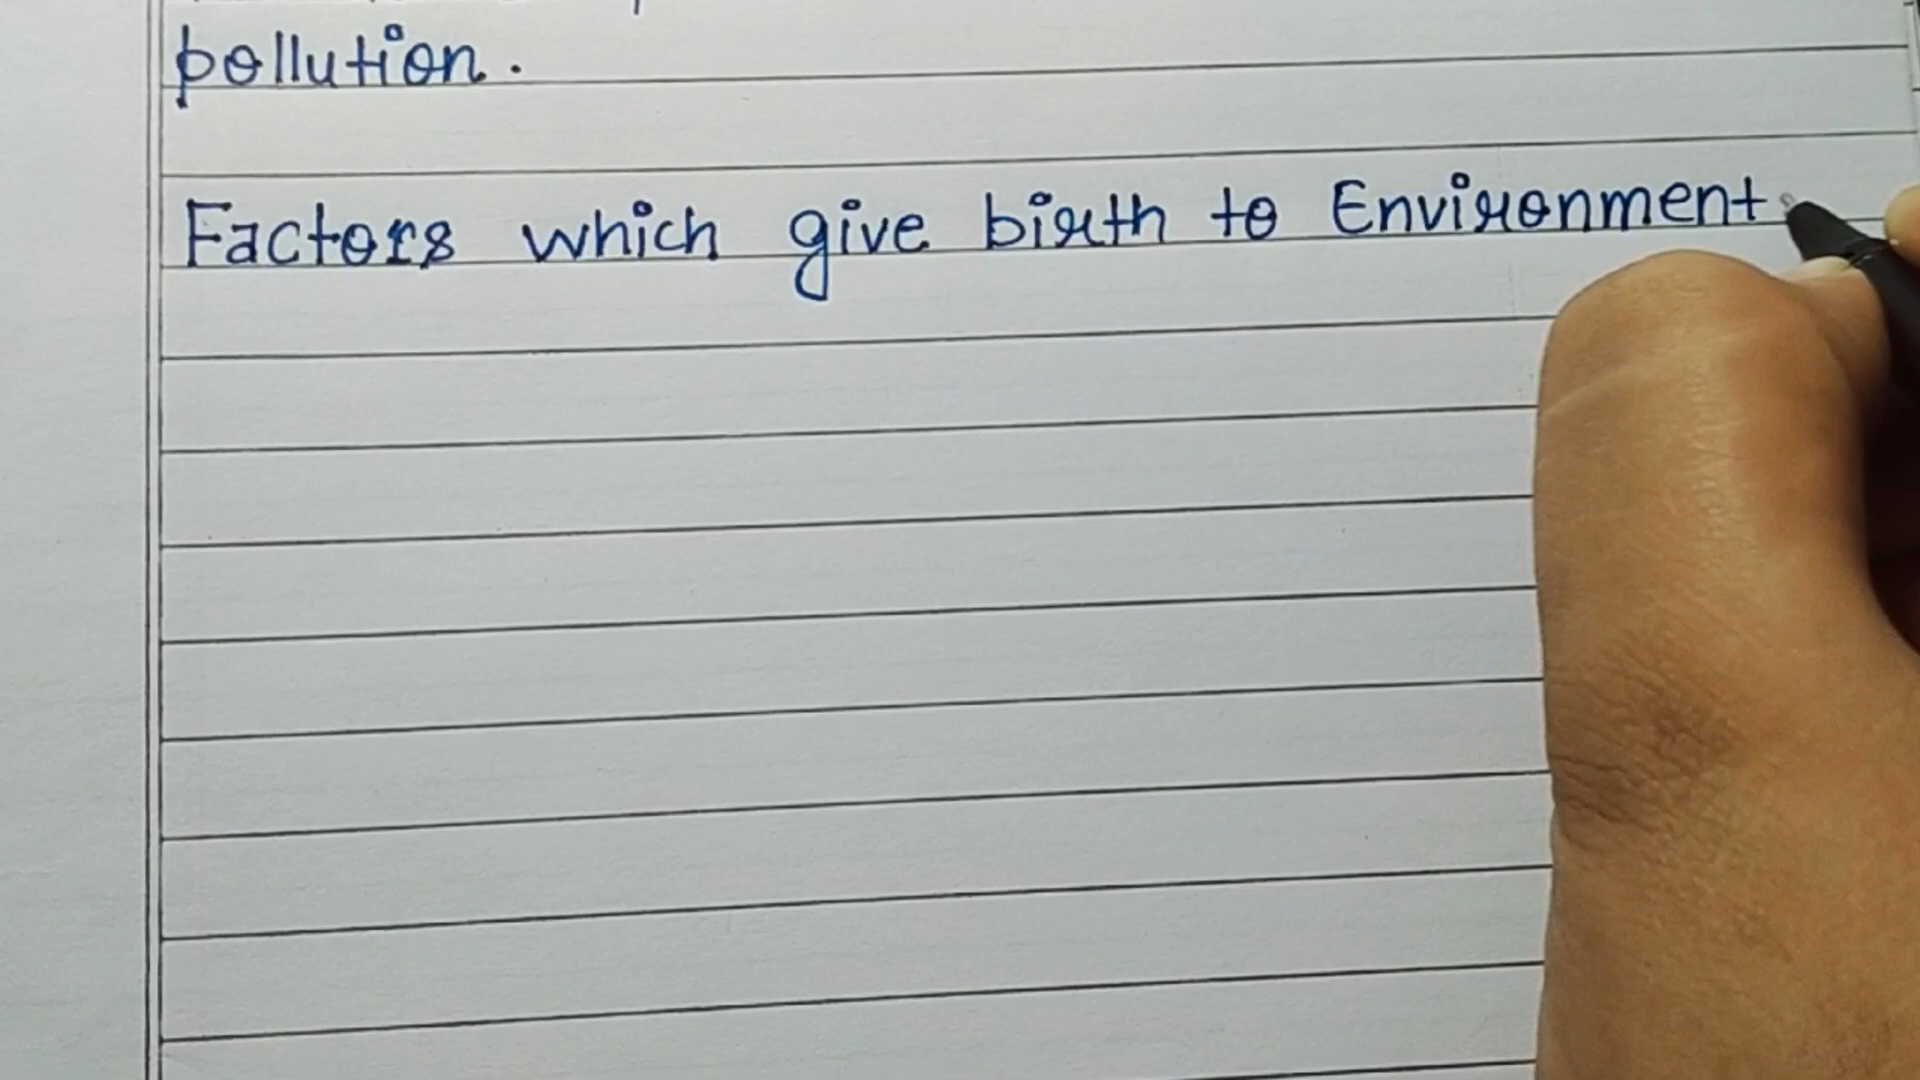 pollution.
Factors which give birth to Environment